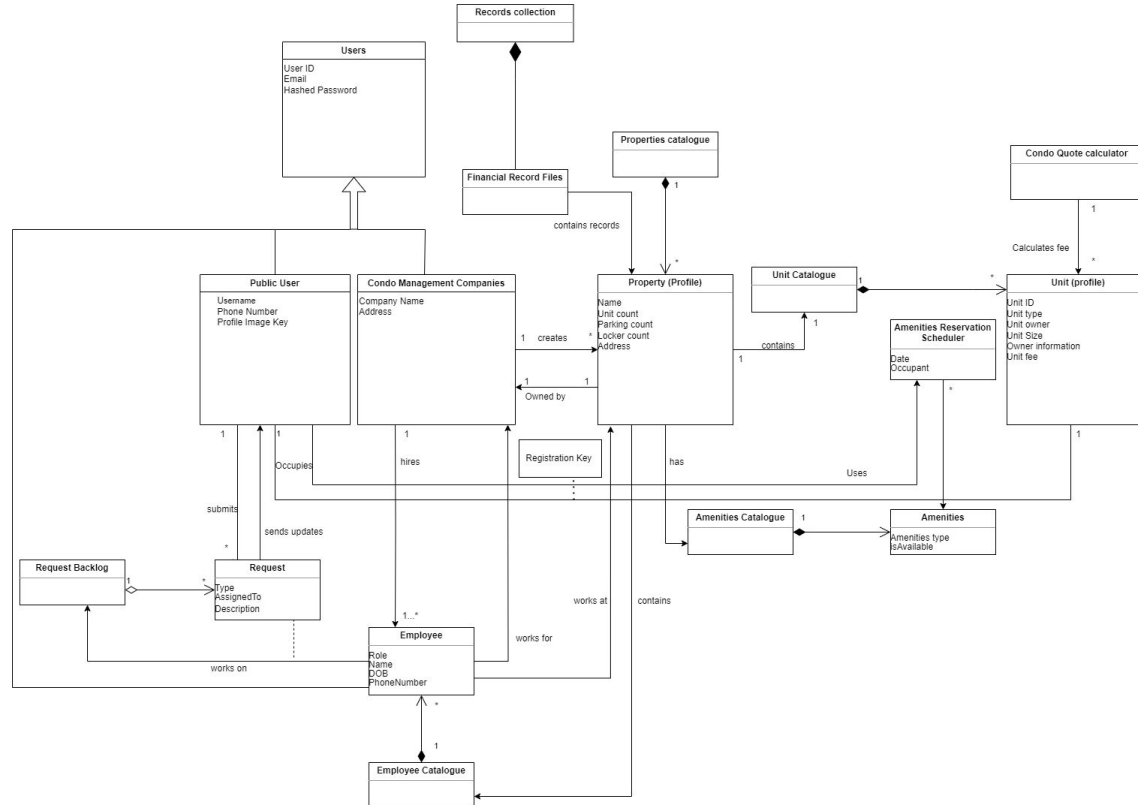 Records collection
Users
User ID
Email
Hashed Password
Properties catalogue
1
Condo Quote calculator
1
Financial Record Files
contains records
Calculates fee
*
*
Public User
Username
Phone Number
Profile Image Key
Condo Management Companies
Company Name
Address
Property (Profile)
Name
Unit count
Parking count
Locker count
Address
Unit Catalogue
1
*
1
Unit (profile)
Unit ID
Unit type
Unit owner
Unit Size
Owner information
Unit fee
Amenities Reservation
Scheduler
Date
Occupant
*
1
creates
*
1
contains
1
1
Owned by
1
1
1
1
hires
Registration Key
has
Occupies
Uses
submits
sends updates
*
Amenities Catalogue
1
Amenities
Amenities type
isAvailable
Request Backlog
1
*
Request
Type
AssignedTo
Description
works at
contains
1...*
works for
Employee
Role
Name
DOB
PhoneNumber
works on
*
1
Employee Catalogue